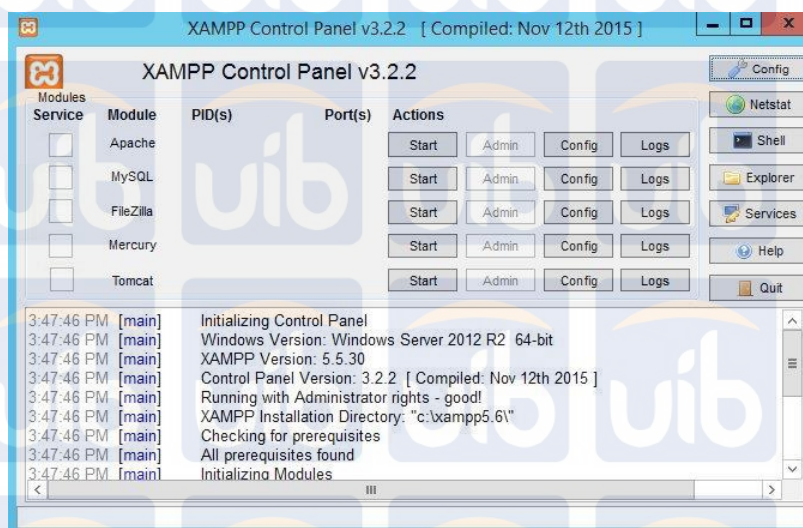 XAMPP Control Panel v3.2.2 [ Compiled: Nov 12th 2015 ]
XAMPP Control Panel v3.2.2
Config
Modules
Service Module PID(s) Port(s) Actions
Netstat
Apache Start Admin Config Logs
Shell
MySQL Start Admin Config Logs
Explorer
FileZilla Start Admin Config Logs
Services
Mercury Start Admin Config Logs
Help
Tomcat Start Admin Config Logs
Quit
3:47:46 PM [main] Initializing Control Panel
3:47:46 PM [main] Windows Version: Windows Server 2012 R2 64-bit
3:47:46 PM [main] XAMPP Version: 5.5.30
3:47:46 PM [main] Control Panel Version: 3.2.2 [ Compiled: Nov 12th 2015 ]
3:47:46 PM [main] Running with Administrator rights - good!
3:47:46 PM [main] XAMPP Installation Directory: "c:\xampp5.6\"
3:47:46 PM [main] Checking for prerequisites
3:47:46 PM [main] All prerequisites found
3:47:46 PM [main] Initializing Modules
uib